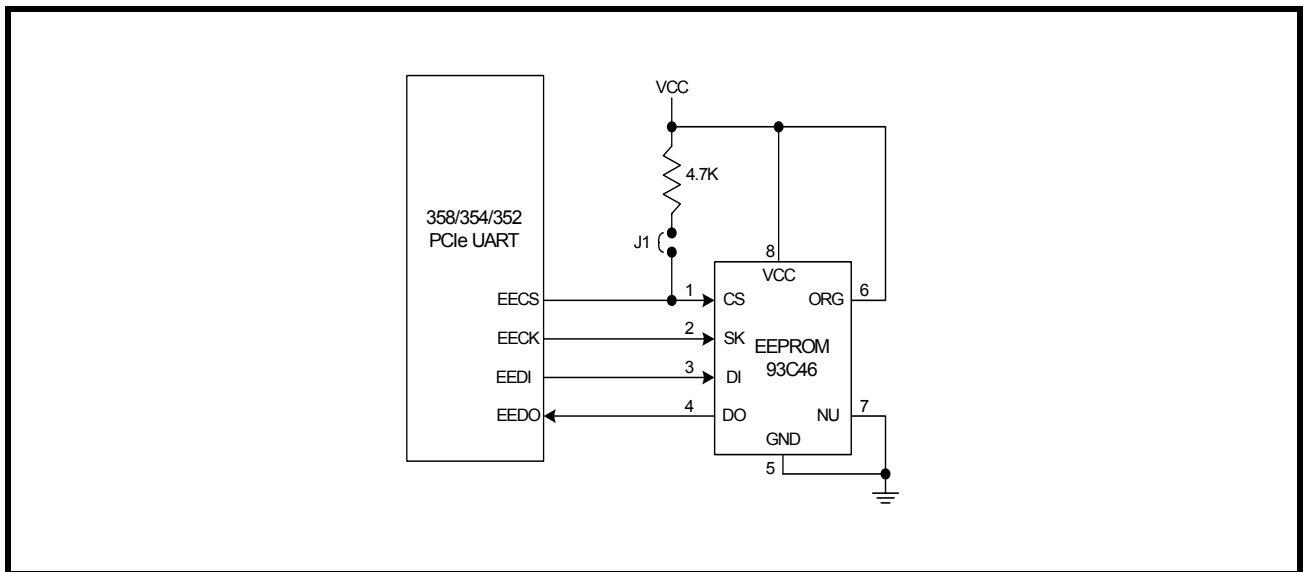 VCC
4.7K
358/354/352
PCIe UART
J1
8
VCC
EECS
1
CS
ORG
6
EECK
2
SK
EEPROM
93C46
EEDI
3
DI
EEDO
4
DO
NU
7
GND
5